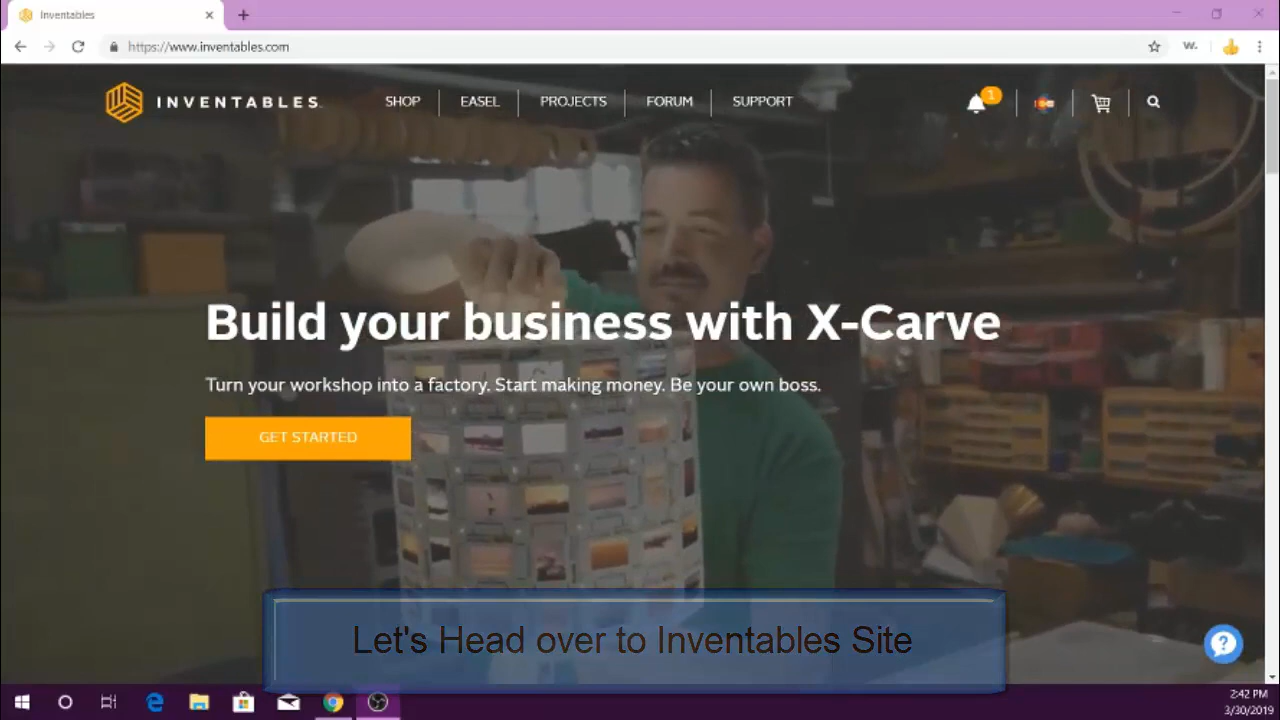 Inventables
https://www.inventables.com
W.
INVENTABLES
SHOP
EASEL
PROJECTS
FORUM
SUPPORT
1
Build your business with X-Carve
Turn your workshop into a factory. Start making money. Be your own boss.
GET STARTED
Let's Head over to Inventables Site
?
2:42 PM
3/30/2019